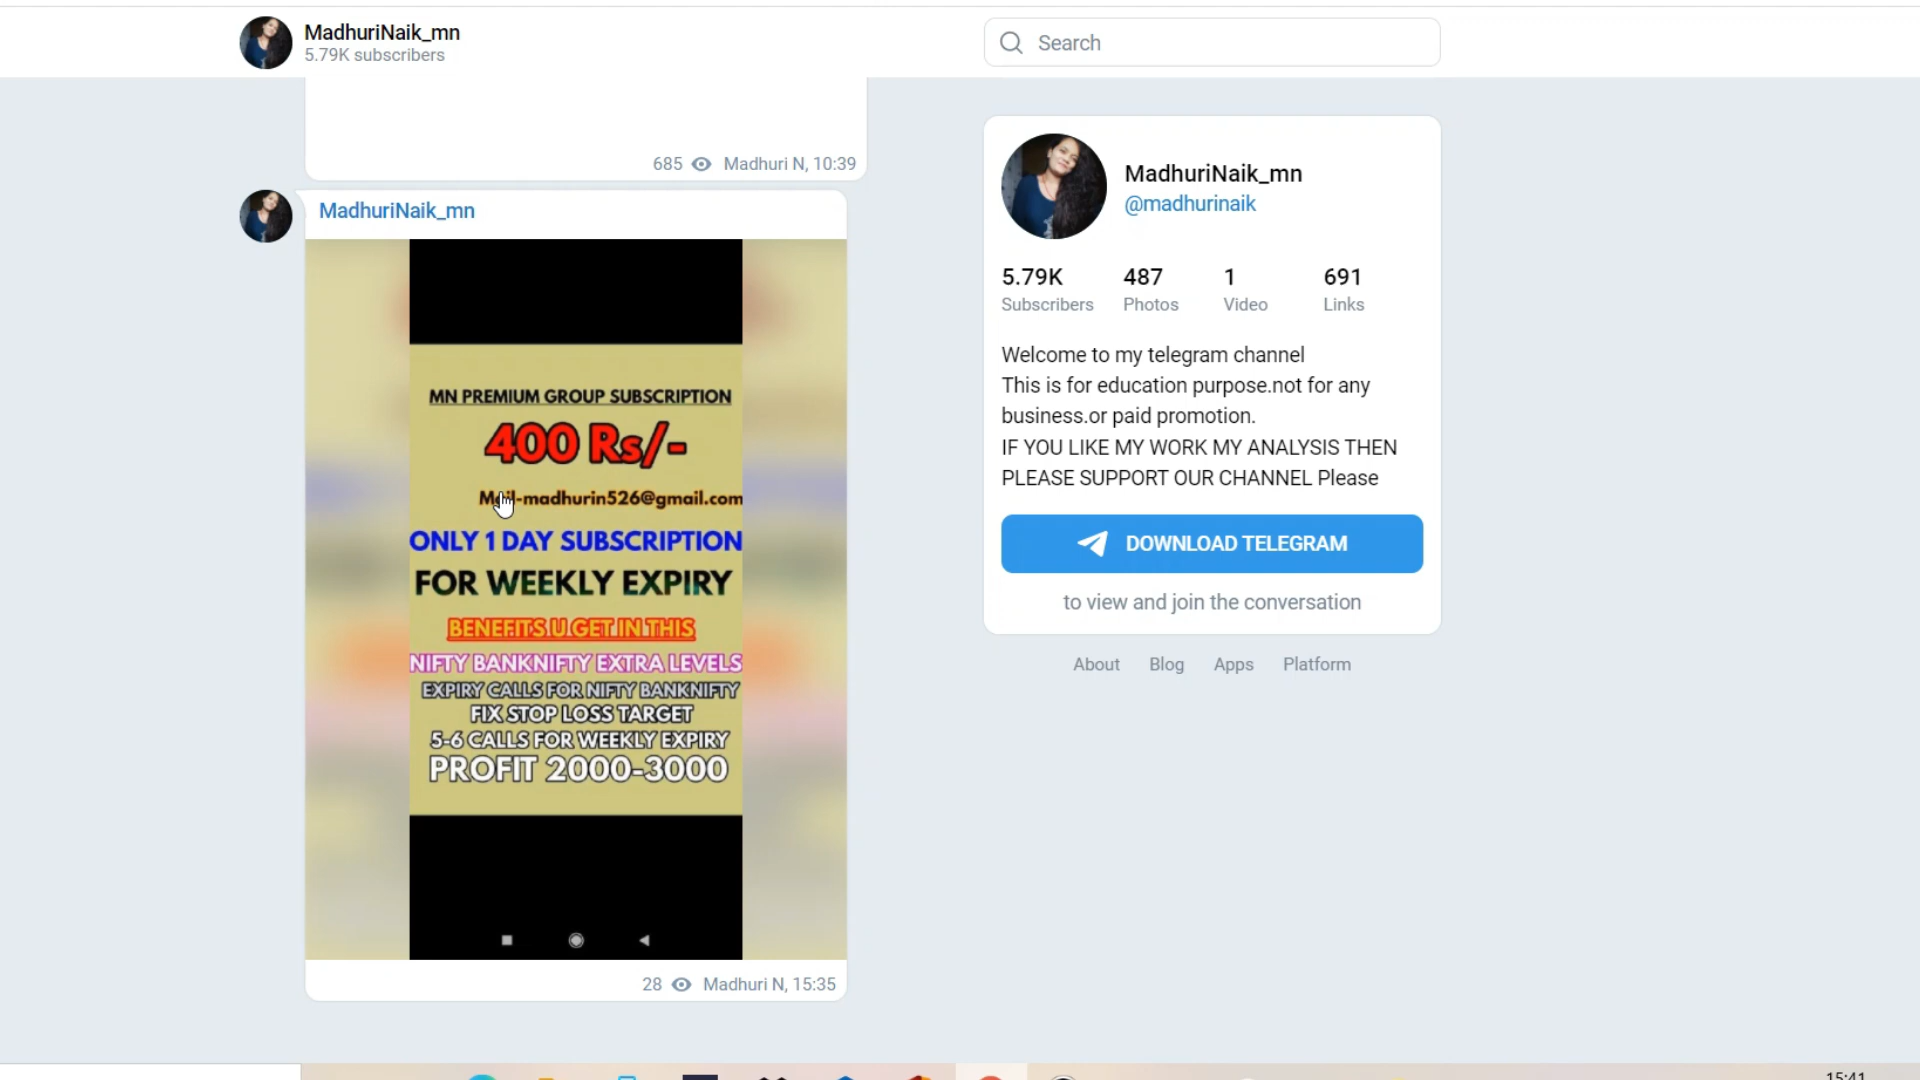 MadhuriNaik_mn
5.79K subscribers
Search
685 Madhuri N, 10:39
MadhuriNaik_mn
MN PREMIUM GROUP SUBSCRIPTION
400 Rs/-
Mail-madhurin526@gmail.com
ONLY 1 DAY SUBSCRIPTION
FOR WEEKLY EXPIRY
BENEFITS U GET IN THIS
NIFTY BANKNIFTY EXTRA LEVELS
EXPIRY CALLS FOR NIFTY BANKNIFTY
FIX STOP LOSS TARGET
5-6 CALLS FOR WEEKLY EXPIRY
PROFIT 2000-3000
28 Madhuri N, 15:35
MadhuriNaik_mn
@madhurinaik
5.79K 487 1 691
Subscribers Photos Video Links
Welcome to my telegram channel
This is for education purpose.not for any
business.or paid promotion.
IF YOU LIKE MY WORK MY ANALYSIS THEN
PLEASE SUPPORT OUR CHANNEL Please
DOWNLOAD TELEGRAM
to view and join the conversation
About Blog Apps Platform
15:41